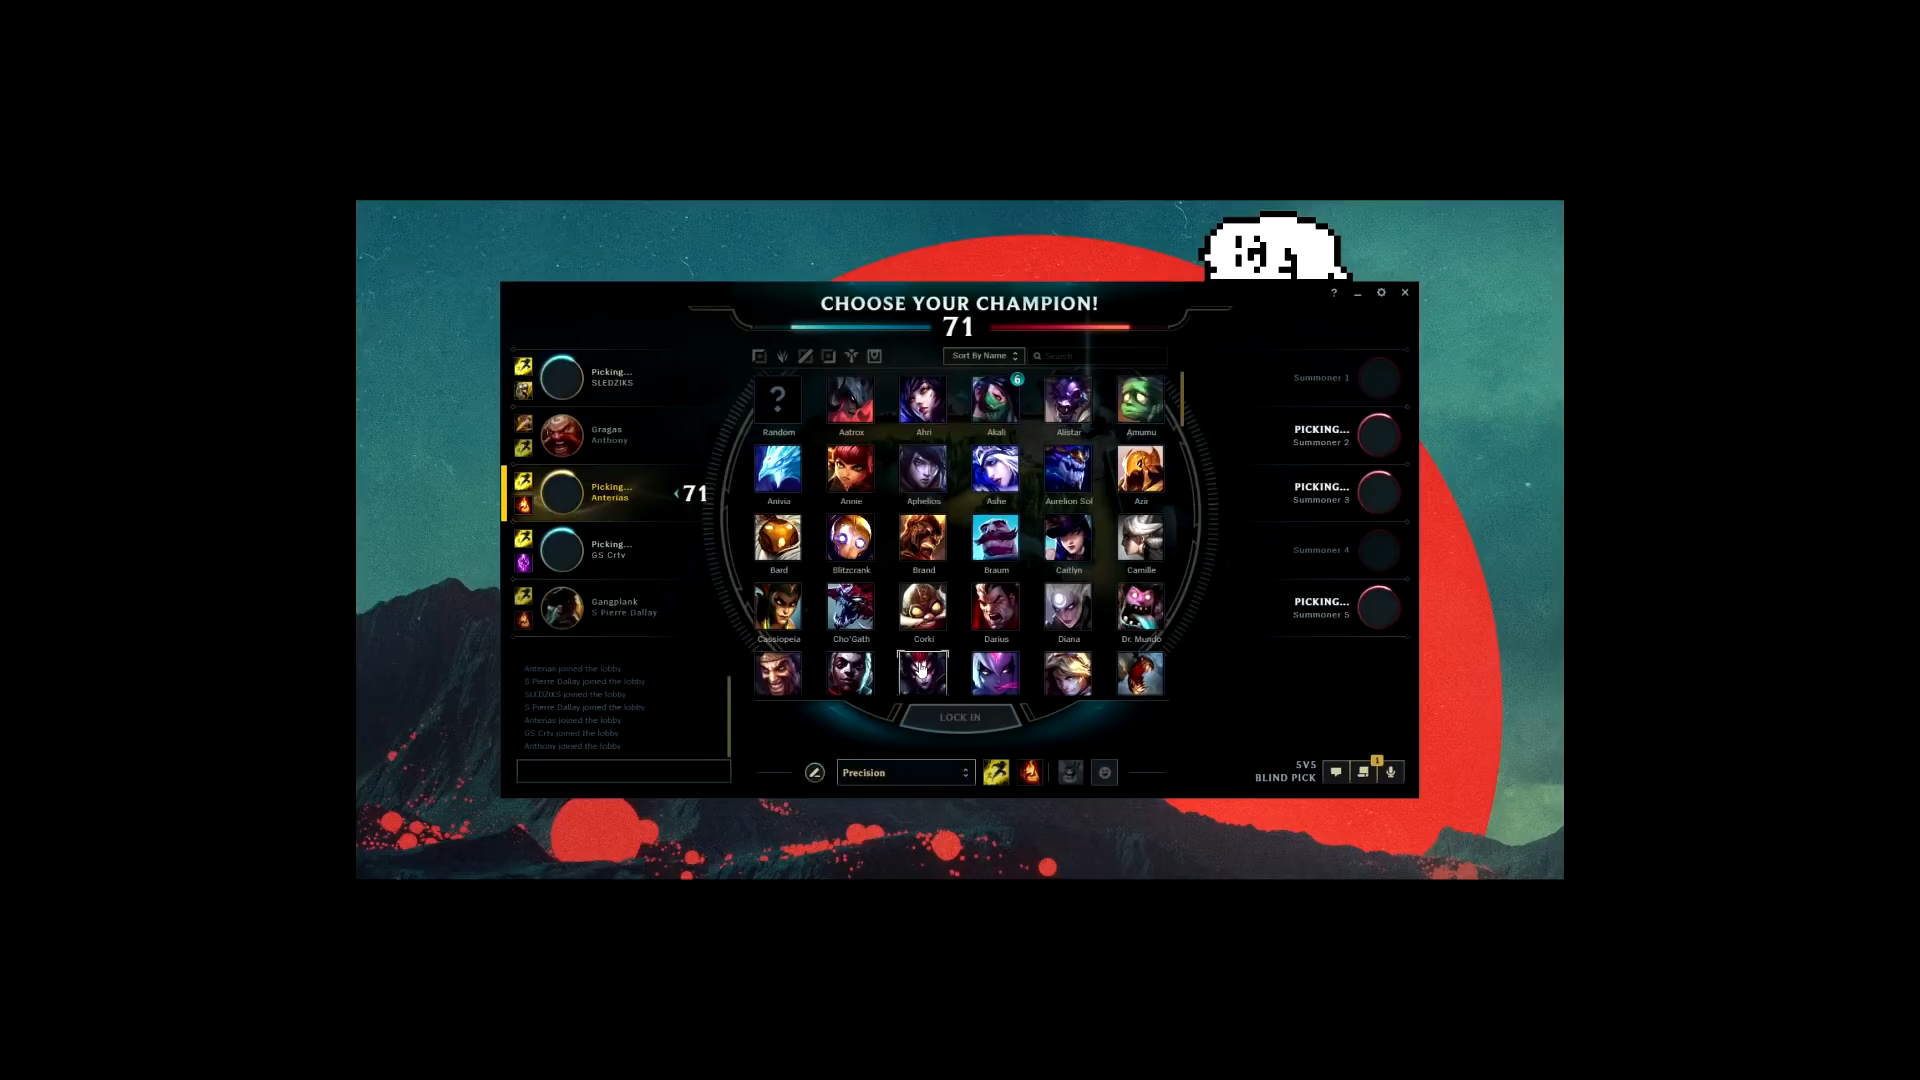 CHOOSE YOUR CHAMPION!
71
?
Sort By Name
Search
Picking...
SLEDZIKS
Gragas
Anthony
Picking...
Anterias
71
Picking...
GS Crtv
Gangplank
S Pierre Dallay
?
6
Random
Aatrox
Ahri
Akali
Alistar
Amumu
Anivia
Annie
Aphelios
Ashe
Aurelion Sol
Azir
Bard
Blitzcrank
Brand
Braum
Caitlyn
Camille
Cassiopeia
Cho'Gath
Corki
Darius
Diana
Dr. Mundo
LOCK IN
Summoner 1
PICKING...
Summoner 2
PICKING...
Summoner 3
Summoner 4
PICKING...
Summoner 5
Anterias joined the lobby
S Pierre Dallay joined the lobby
SLEDZIKS joined the lobby
S Pierre Dallay joined the lobby
Anterias joined the lobby
GS Crtv joined the lobby
Anthony joined the lobby
Precision
5V5
BLIND PICK
1